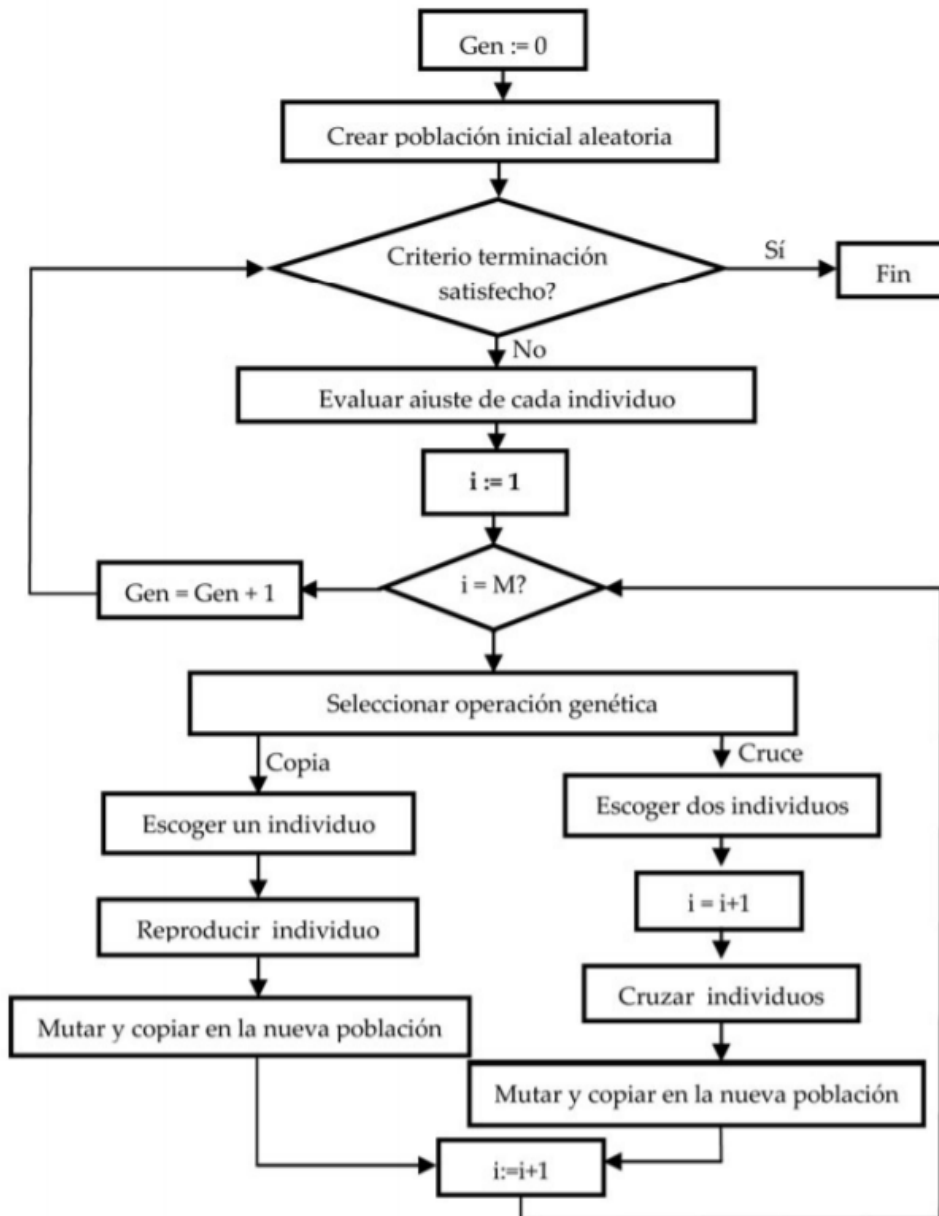 Gen := 0
Crear población inicial aleatoria
Criterio terminación
satisfecho?
Sí
Fin
No
Evaluar ajuste de cada individuo
i := 1
i = M?
Gen = Gen + 1
Seleccionar operación genética
Copia
Cruce
Escoger un individuo
Escoger dos individuos
Reproducir individuo
i = i+1
Cruzar individuos
Mutar y copiar en la nueva población
Mutar y copiar en la nueva población
i:=i+1